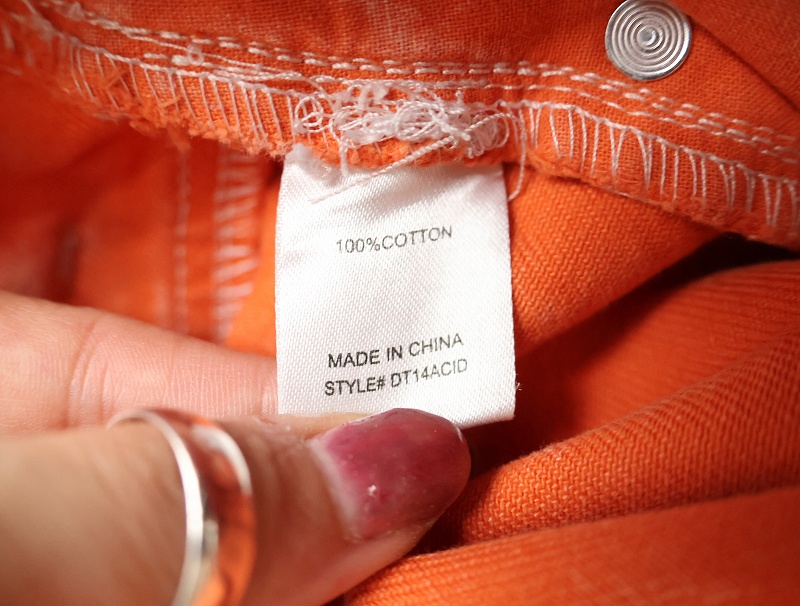 100%COTTON
MADE IN CHINA
STYLE# DT14ACID